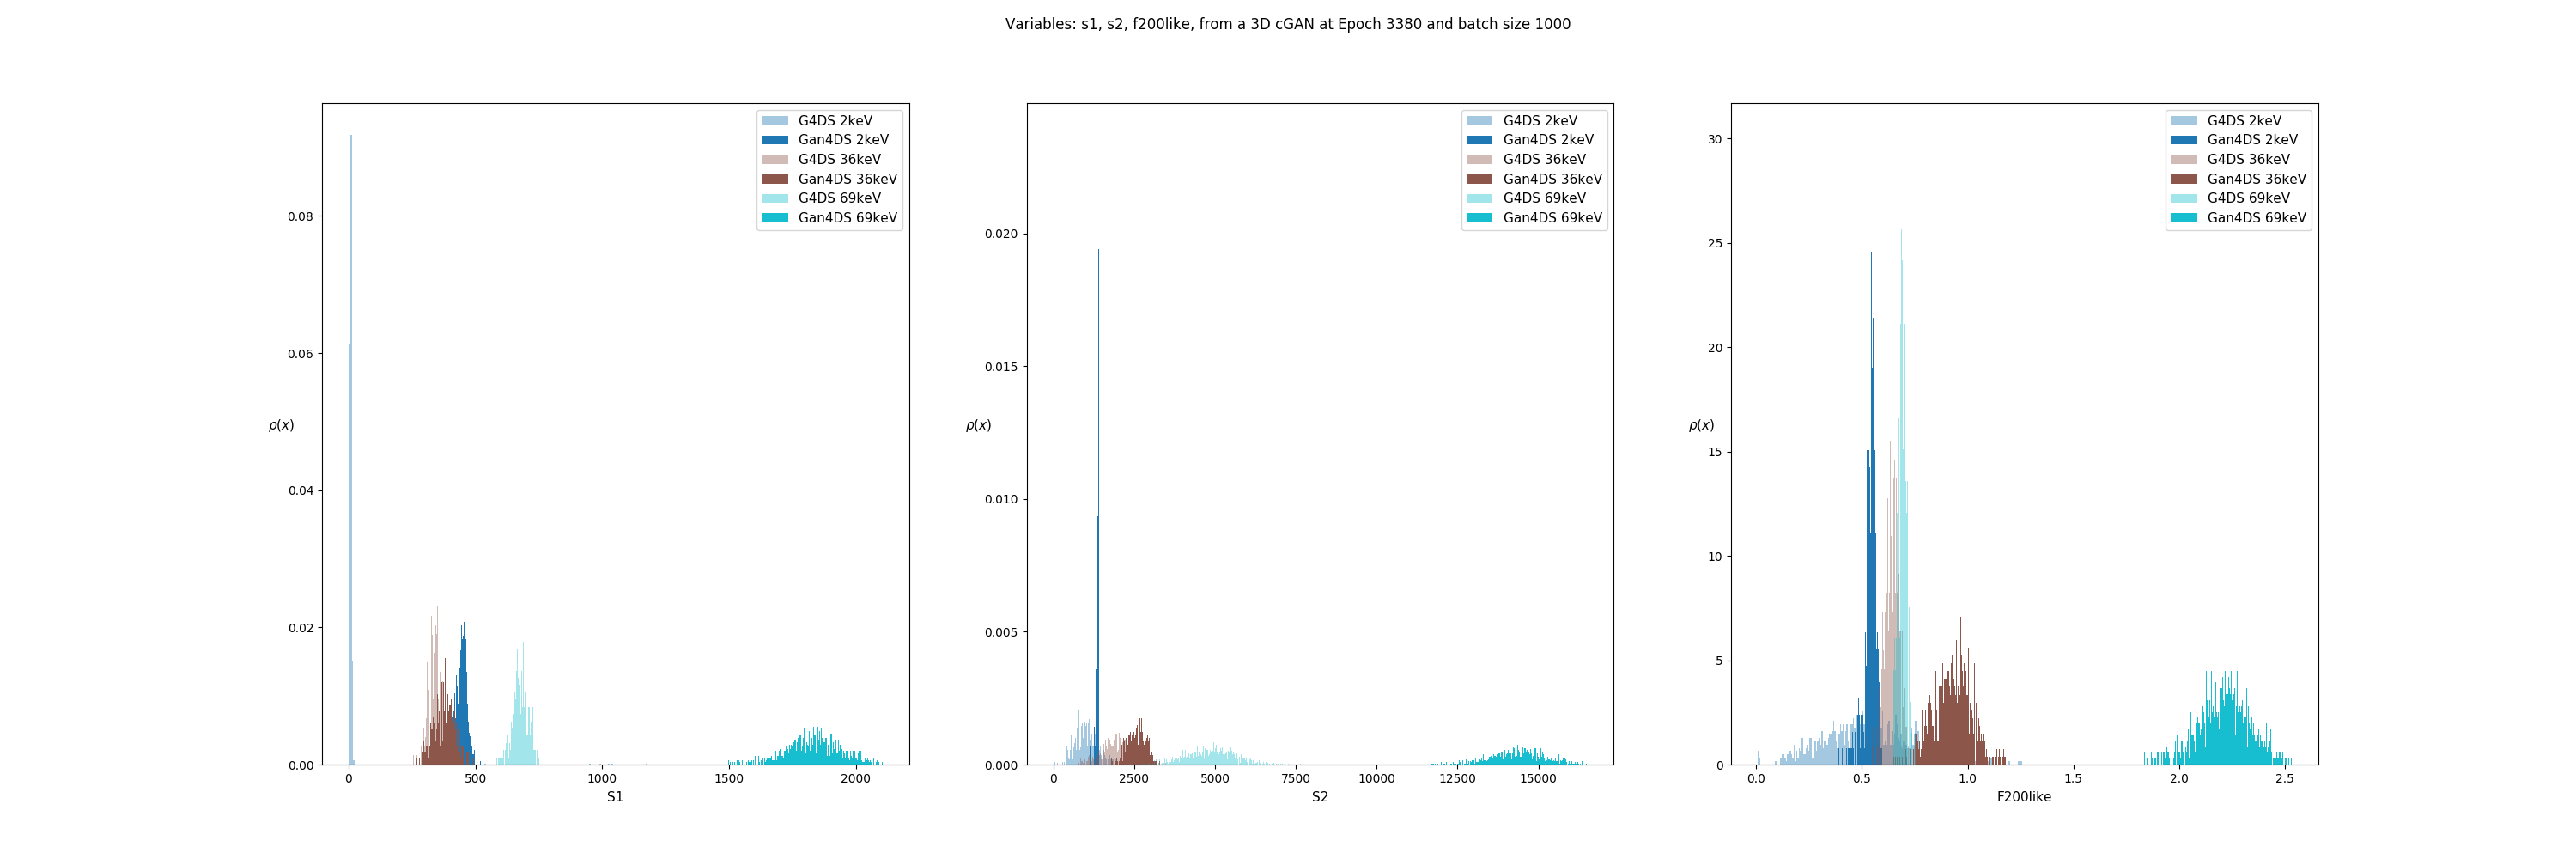 Variables: s1, s2, f200like, from a 3D cGAN at Epoch 3380 and batch size 1000
G4DS 2keV
Gan4DS 2keV
G4DS 36keV
Gan4DS 36keV
G4DS 69keV
Gan4DS 69keV
0.08
0.06
ρ(x)
0.04
0.02
0.00
0
500
1000
1500
2000
S1
G4DS 2keV
Gan4DS 2keV
G4DS 36keV
Gan4DS 36keV
G4DS 69keV
Gan4DS 69keV
0.020
0.015
ρ(x)
0.010
0.005
0.000
0
2500
5000
7500
10000
12500
15000
S2
G4DS 2keV
Gan4DS 2keV
G4DS 36keV
Gan4DS 36keV
G4DS 69keV
Gan4DS 69keV
30
25
20
ρ(x)
15
10
5
0
0.0
0.5
1.0
1.5
2.0
2.5
F200like